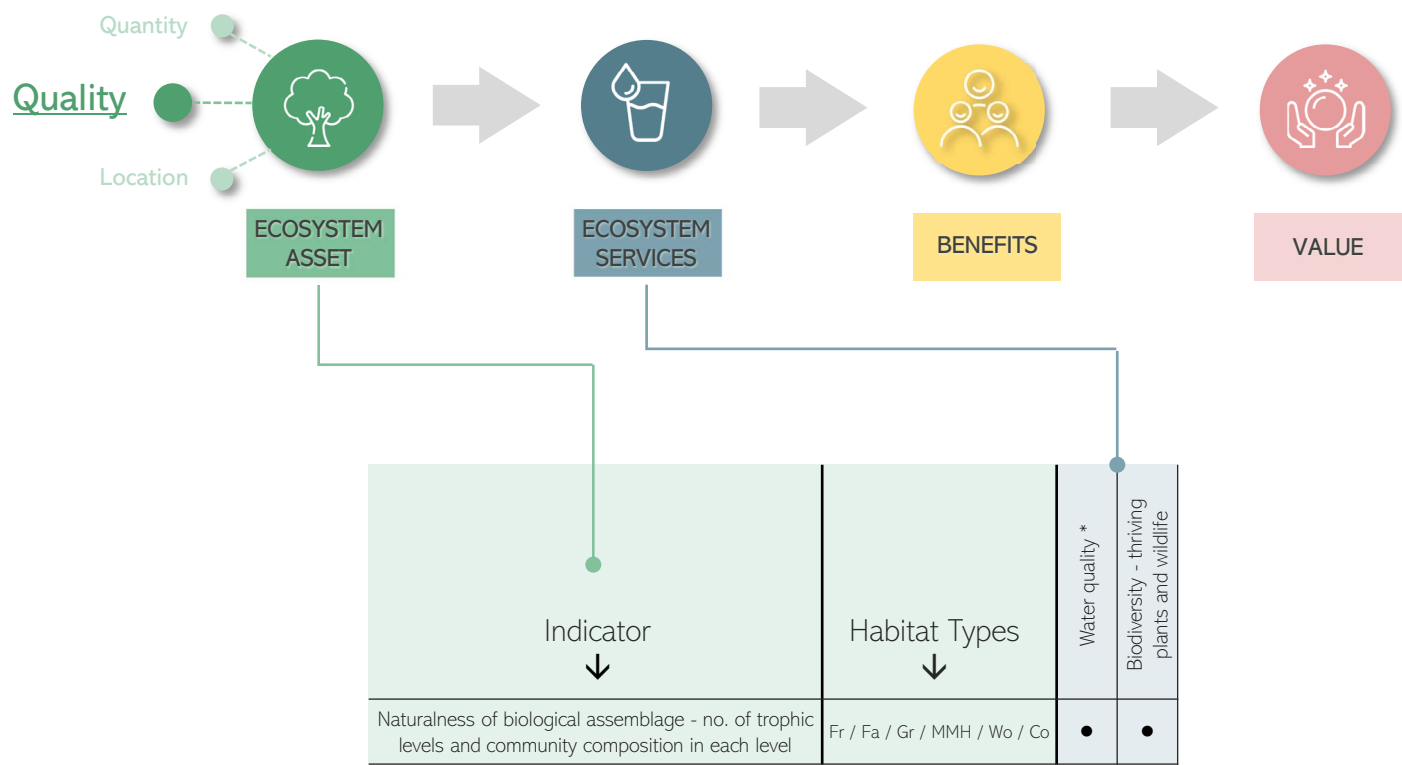 Quantity
Quality
Location
ECOSYSTEM
ASSET
ECOSYSTEM
SERVICES
BENEFITS
VALUE
Indicator
Habitat Types
Water quality *
Biodiversity - thriving
plants and wildlife
Naturalness of biological assemblage - no. of trophic
levels and community composition in each level
Fr / Fa / Gr / MMH / Wo / Co